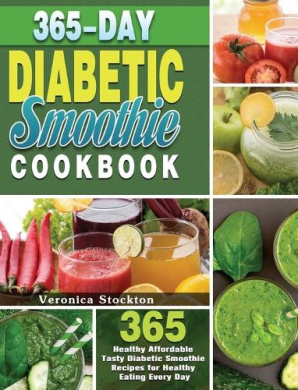 365-DAY
DIABETIC
Smoothie
COOKBOOK
Veronica Stockton
365
Healthy Affordable
Tasty Diabetic Smoothie
Recipes for Healthy
Eating Every Day